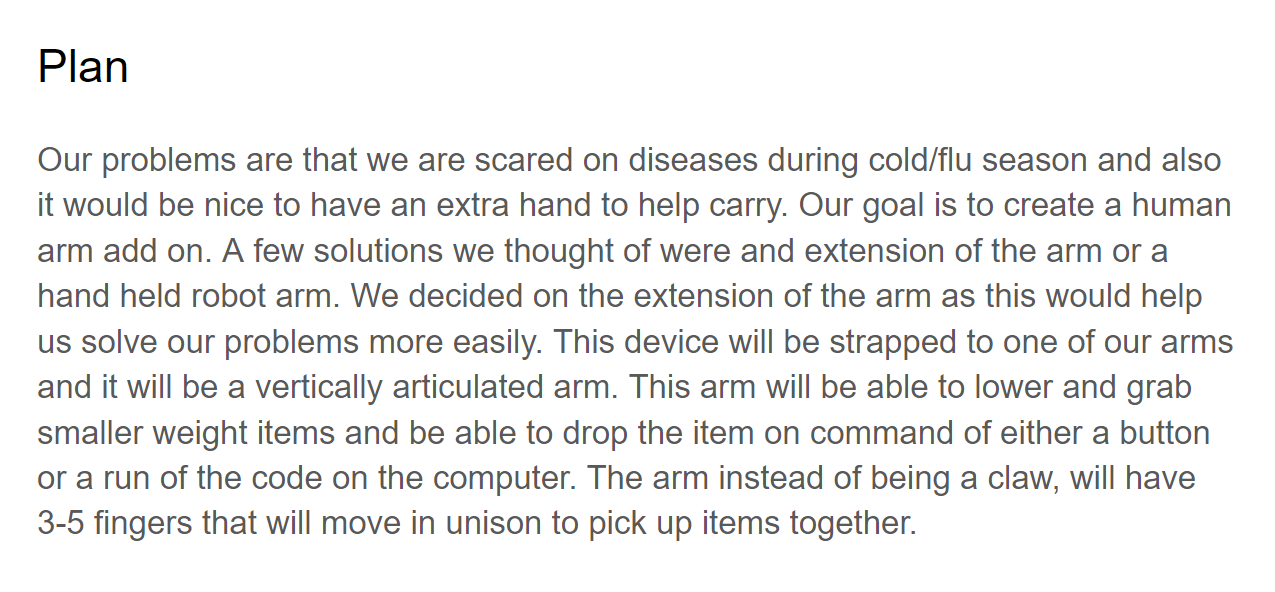 Plan
Our problems are that we are scared on diseases during cold/flu season and also
it would be nice to have an extra hand to help carry. Our goal is to create a human
arm add on. A few solutions we thought of were and extension of the arm or a
hand held robot arm. We decided on the extension of the arm as this would help
us solve our problems more easily. This device will be strapped to one of our arms
and it will be a vertically articulated arm. This arm will be able to lower and grab
smaller weight items and be able to drop the item on command of either a button
or a run of the code on the computer. The arm instead of being a claw, will have
3-5 fingers that will move in unison to pick up items together.